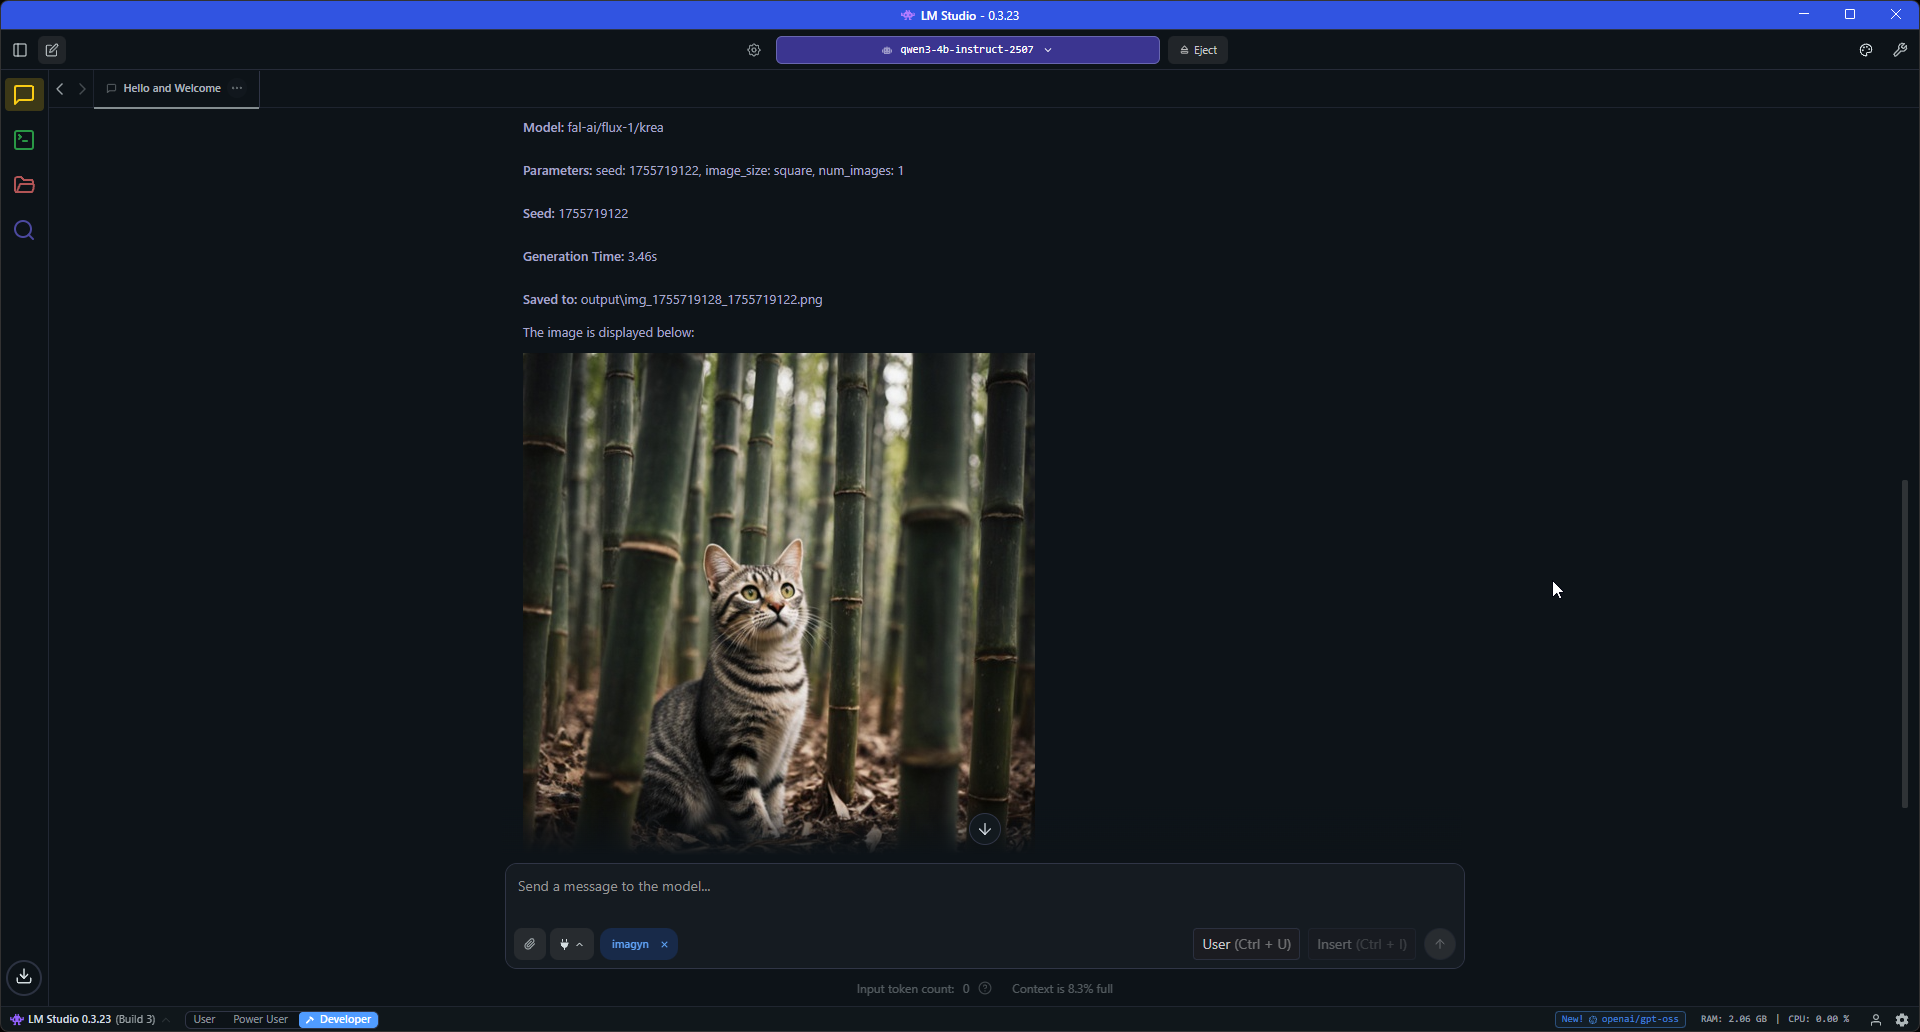 LM Studio - 0.3.23
qwen3-4b-instruct-2507
Eject
Hello and Welcome
Model: fal-ai/flux-1/krea
Parameters: seed: 1755719122, image_size: square, num_images: 1
Seed: 1755719122
Generation Time: 3.46s
Saved to: output\img_1755719128_1755719122.png
The image is displayed below:
Send a message to the model...
imagyn
User (Ctrl + U)
Insert (Ctrl + I)
Input token count: 0
Context is 8.3% full
LM Studio 0.3.23 (Build 3)
User
Power User
Developer
New! openai/gpt-oss
RAM: 2.06 GB | CPU: 0.00 %